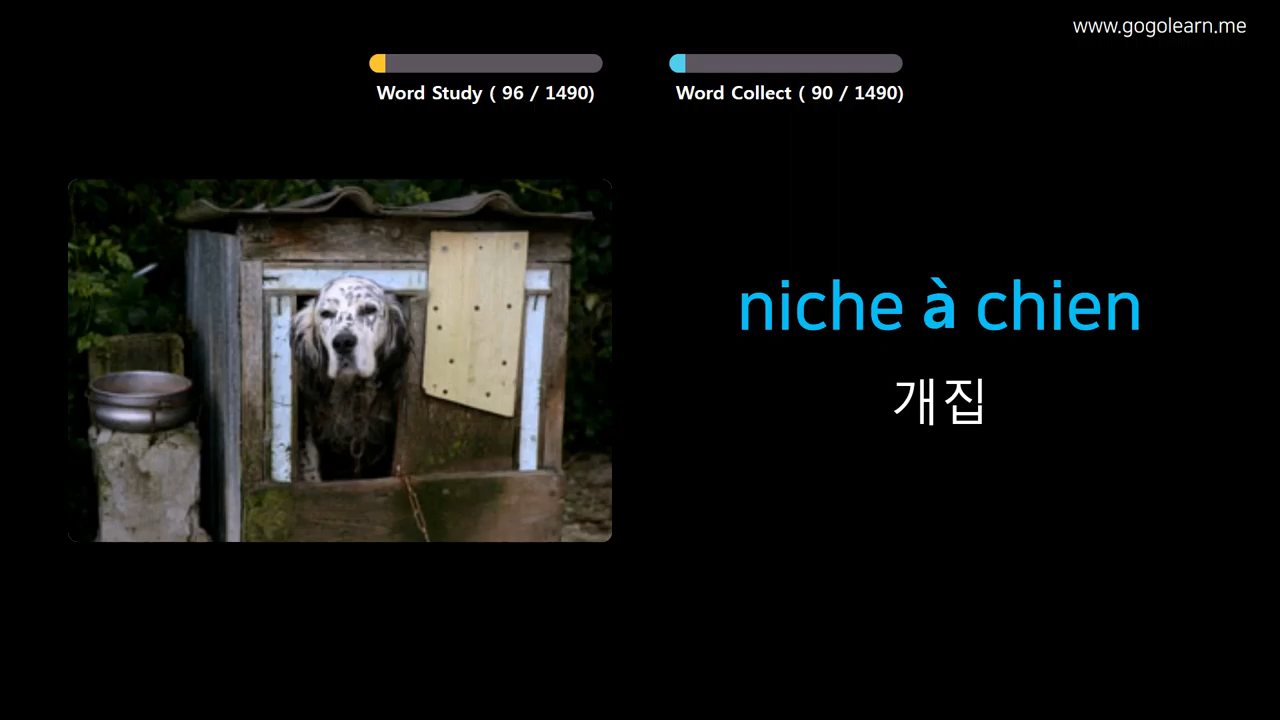 www.gogolearn.me
Word Study ( 96 / 1490)
Word Collect ( 90 / 1490)
niche à chien
개집